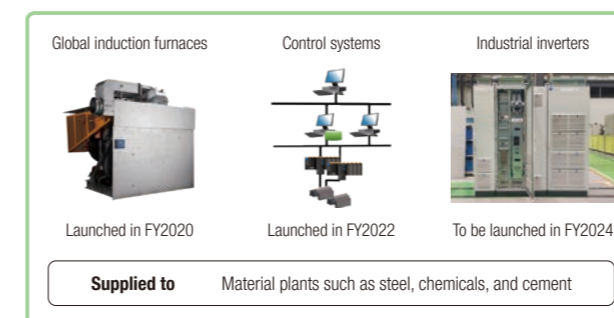 Global induction furnaces
Control systems
Industrial inverters
Launched in FY2020
Launched in FY2022
To be launched in FY2024
Supplied to Material plants such as steel, chemicals, and cement